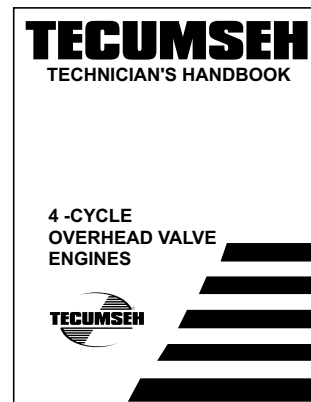 TECUMSEH
TECHNICIAN'S HANDBOOK
4 -CYCLE
OVERHEAD VALVE
ENGINES
TECUMSEH